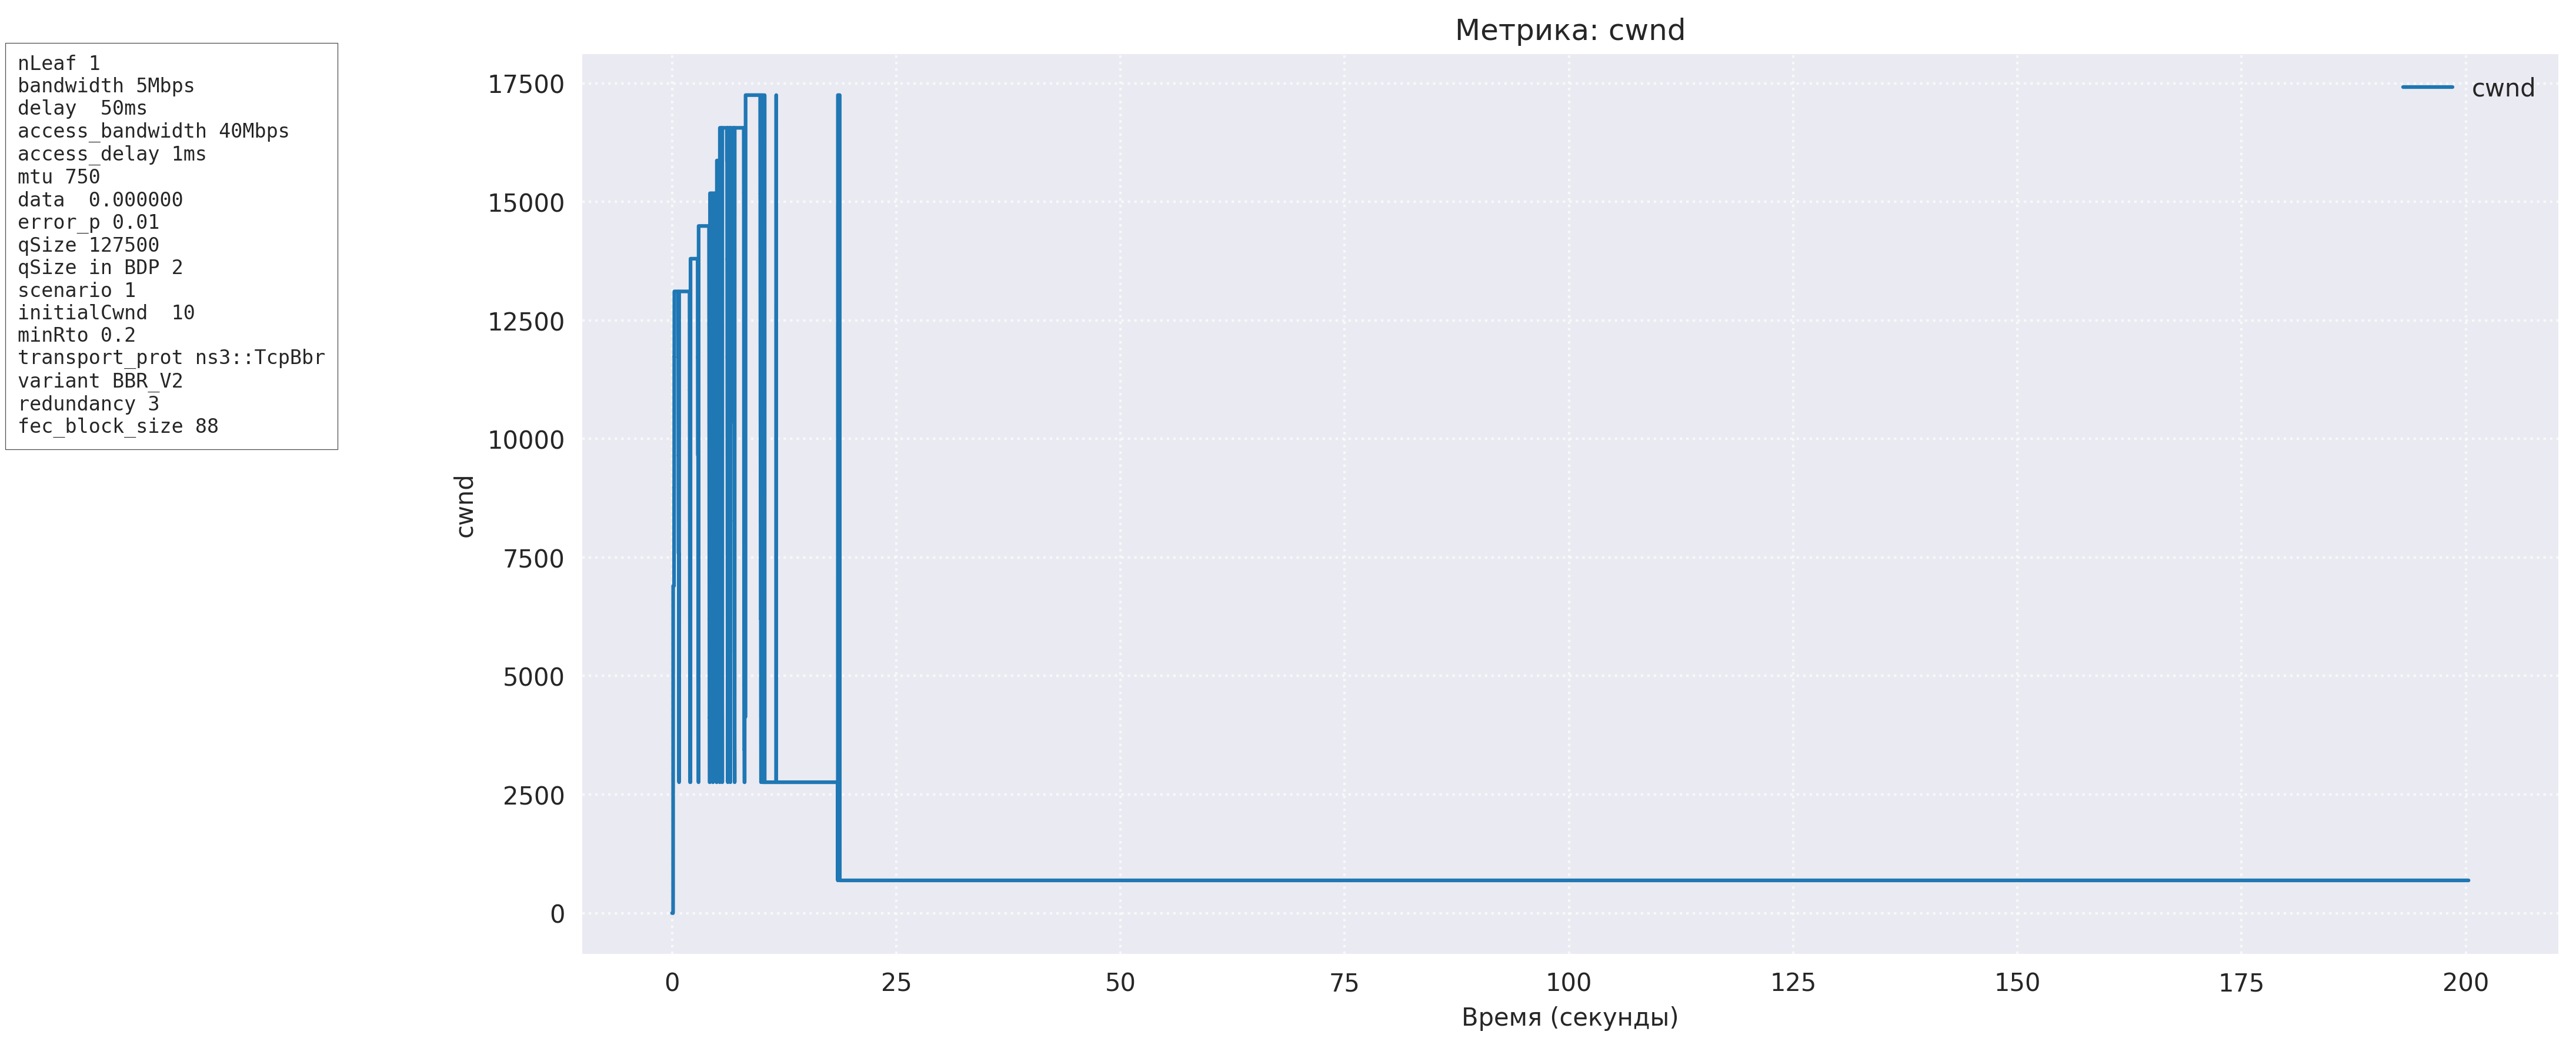 Метрика: cwnd
nLeaf 1
bandwidth 5Mbps
delay  50ms
access_bandwidth 40Mbps
access_delay 1ms
mtu 750
data  0.000000
error_p 0.01
qSize 127500
qSize in BDP 2
scenario 1
initialCwnd  10
minRto 0.2
transport_prot ns3::TcpBbr
variant BBR_V2
redundancy 3
fec_block_size 88
cwnd
17500
15000
12500
10000
7500
5000
2500
0
cwnd
0 25 50 75 100 125 150 175 200
Время (секунды)